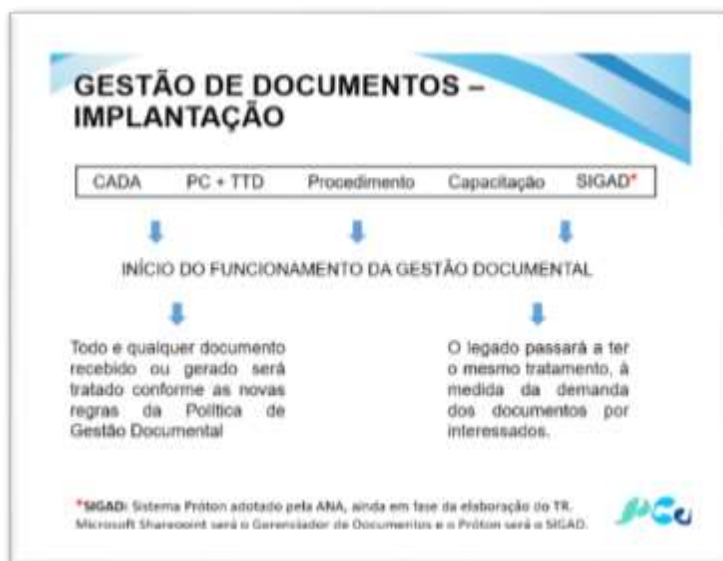 GESTÃO DE DOCUMENTOS –
IMPLANTAÇÃO
CADA PC + TTD Procedimento Capacitação SIGAD*
INÍCIO DO FUNCIONAMENTO DA GESTÃO DOCUMENTAL
Todo e qualquer documento
recebido ou gerado será
tratado conforme as novas
regras da Política de
Gestão Documental
O legado passará a ter
o mesmo tratamento, à
medida da demanda
dos documentos por
interessados.
*SIGAD: Sistema Próton adotado pela ANA, ainda em fase da elaboração do TR.
Microsoft Sharepoint será o Gerenciador de Documentos e o Próton será o SIGAD.